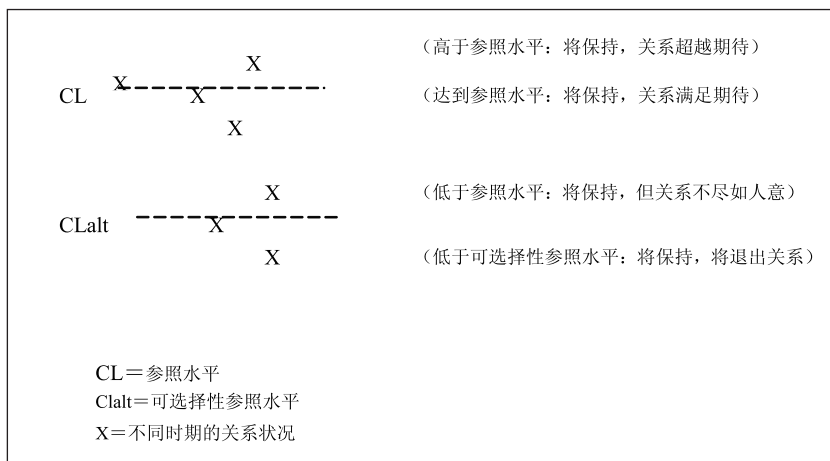 X （高于参照水平：将保持，关系超越期待）
X
CL X （达到参照水平：将保持，关系满足期待）
X
X （低于参照水平：将保持，但关系不尽如人意）
CLalt X
X （低于可选择性参照水平：将保持，将退出关系）
CL＝参照水平
Clalt＝可选择性参照水平
X＝不同时期的关系状况